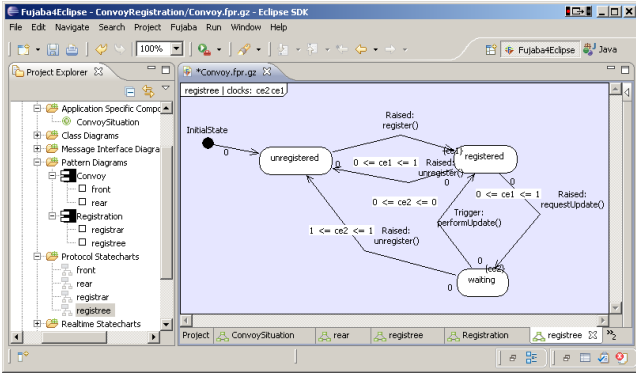 Fujaba4Eclipse - ConvoyRegistration/Convoy.fpr.gz - Eclipse SDK
File Edit Navigate Search Project Fujaba Run Window Help
100%
Fujaba4Eclipse
Java
Project Explorer
*Convoy.fpr.gz
Application Specific Compo
ConvoySituation
Class Diagrams
Message Interface Diagra
Pattern Diagrams
Convoy
front
rear
Registration
registrar
registree
Protocol Statecharts
front
rear
registrar
registree
Realtime Statecharts
registree | clocks: ce2 ce1
Raised:
register()
InitialState
0
unregistered
0
0 <= ce1 <= 1
Raised:
unregister()
{ce1}
registered
0
0
0 <= ce1 <= 1
Raised:
requestUpdate()
0 <= ce2 <= 0
Trigger:
performUpdate()
1 <= ce2 <= 1
Raised:
unregister()
0
{ce2}
waiting
0
Project
ConvoySituation
rear
registree
Registration
registree
»2